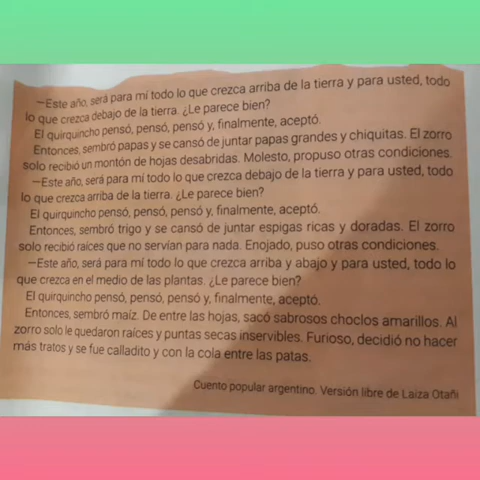 —Este año, será para mí todo lo que crezca arriba de la tierra y para usted, todo
lo que crezca debajo de la tierra. ¿Le parece bien?
El quirquincho pensó, pensó, pensó y, finalmente, aceptó.
Entonces, sembró papas y se cansó de juntar papas grandes y chiquitas. El zorro
solo recibió un montón de hojas desabridas. Molesto, propuso otras condiciones.
—Este año, será para mí todo lo que crezca debajo de la tierra y para usted, todo
lo que crezca arriba de la tierra. ¿Le parece bien?
El quirquincho pensó, pensó, pensó y, finalmente, aceptó.
Entonces, sembró trigo y se cansó de juntar espigas ricas y doradas. El zorro
solo recibió raíces que no servían para nada. Enojado, puso otras condiciones.
—Este año, será para mí todo lo que crezca arriba y abajo y para usted, todo lo
que crezca en el medio de las plantas. ¿Le parece bien?
El quirquincho pensó, pensó, pensó y, finalmente, aceptó.
Entonces, sembró maíz. De entre las hojas, sacó sabrosos choclos amarillos. Al
zorro solo le quedaron raíces y puntas secas inservibles. Furioso, decidió no hacer
más tratos y se fue calladito y con la cola entre las patas.
Cuento popular argentino. Versión libre de Laiza Otañi